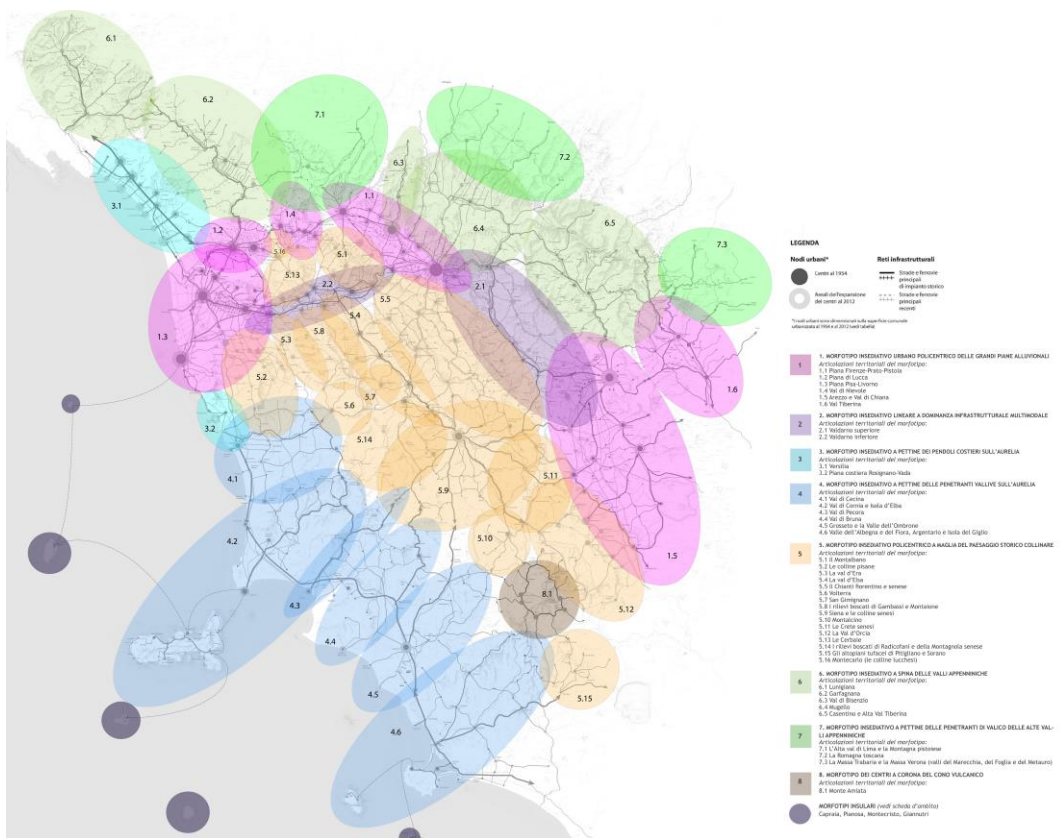 6.1
6.2
7.1
7.2
6.3
1.1
3.1
1.4
6.4
6.5
1.2
5.16
5.1
7.3
5.13
2.2
2.1
5.5
5.4
1.3
5.8
5.3
5.2
5.7
1.6
5.6
3.2
5.14
4.1
5.11
5.9
4.2
5.10
1.5
8.1
4.3
5.12
4.4
4.5
5.15
4.6
LEGENDA
Nodi urbani*
Centri al 1954
Areali dell'espansione
dei centri al 2012
Reti infrastrutturali
Strade e ferrovie
principali
di impianto storico
Strade e ferrovie
principali
recenti
*I nodi urbani sono dimensionati sulla superficie comunale
urbanizzata al 1954 e al 2012 (vedi tabella)
1
1. MORFOTIPO INSEDIATIVO URBANO POLICENTRICO DELLE GRANDI PIANE ALLUVIONALI
Articolazioni territoriali del morfotipo:
1.1 Piana Firenze-Prato-Pistoia
1.2 Piana di Lucca
1.3 Piana Pisa-Livorno
1.4 Val di Nievole
1.5 Arezzo e Val di Chiana
1.6 Val Tiberina
2
2. MORFOTIPO INSEDIATIVO LINEARE A DOMINANZA INFRASTRUTTURALE MULTIMODALE
Articolazioni territoriali del morfotipo:
2.1 Valdarno superiore
2.2 Valdarno inferiore
3
3. MORFOTIPO INSEDIATIVO A PETTINE DEI PENDOLI COSTIERI SULL'AURELIA
Articolazioni territoriali del morfotipo:
3.1 Versilia
3.2 Piana costiera Rosignano-Vada
4
4. MORFOTIPO INSEDIATIVO A PETTINE DELLE PENETRANTI VALLIVE SULL'AURELIA
Articolazioni territoriali del morfotipo:
4.1 Val di Cecina
4.2 Val di Cornia e Isola d'Elba
4.3 Val di Pecora
4.4 Val di Bruna
4.5 Grosseto e la Valle dell'Ombrone
4.6 Valle dell'Albegna e del Fiora, Argentario e Isola del Giglio
5
5. MORFOTIPO INSEDIATIVO POLICENTRICO A MAGLIA DEL PAESAGGIO STORICO COLLINARE
Articolazioni territoriali del morfotipo:
5.1 Il Montalbano
5.2 Le colline pisane
5.3 La val d'Era
5.4 La val d'Elsa
5.5 Il Chianti fiorentino e senese
5.6 Volterra
5.7 San Gimignano
5.8 I rilievi boscati di Gambassi e Montaione
5.9 Siena e le colline senesi
5.10 Montalcino
5.11 Le Crete senesi
5.12 La Val d'Orcia
5.13 Le Cerbaie
5.14 I rilievi boscati di Radicofani e della Montagnola senese
5.15 Gli altopiani tufacei di Pitigliano e Sorano
5.16 Montecarlo (le colline lucchesi)
6
6. MORFOTIPO INSEDIATIVO A SPINA DELLE VALLI APPENNINICHE
Articolazioni territoriali del morfotipo:
6.1 Lunigiana
6.2 Garfagnana
6.3 Val di Bisenzio
6.4 Mugello
6.5 Casentino e Alta Val Tiberina
7
7. MORFOTIPO INSEDIATIVO A PETTINE DELLE PENETRANTI DI VALICO DELLE ALTE VAL-
LI APPENNINICHE
Articolazioni territoriali del morfotipo:
7.1 L'Alta val di Lima e la Montagna pistoiese
7.2 La Romagna toscana
7.3 La Massa Trabaria e la Massa Verona (valli del Marecchia, del Foglia e del Metauro)
8
8. MORFOTIPO DEI CENTRI A CORONA DEL CONO VULCANICO
Articolazioni territoriali del morfotipo:
8.1 Monte Amiata
MORFOTIPI INSULARI (vedi scheda d'ambito)
Capraia, Pianosa, Montecristo, Giannutri